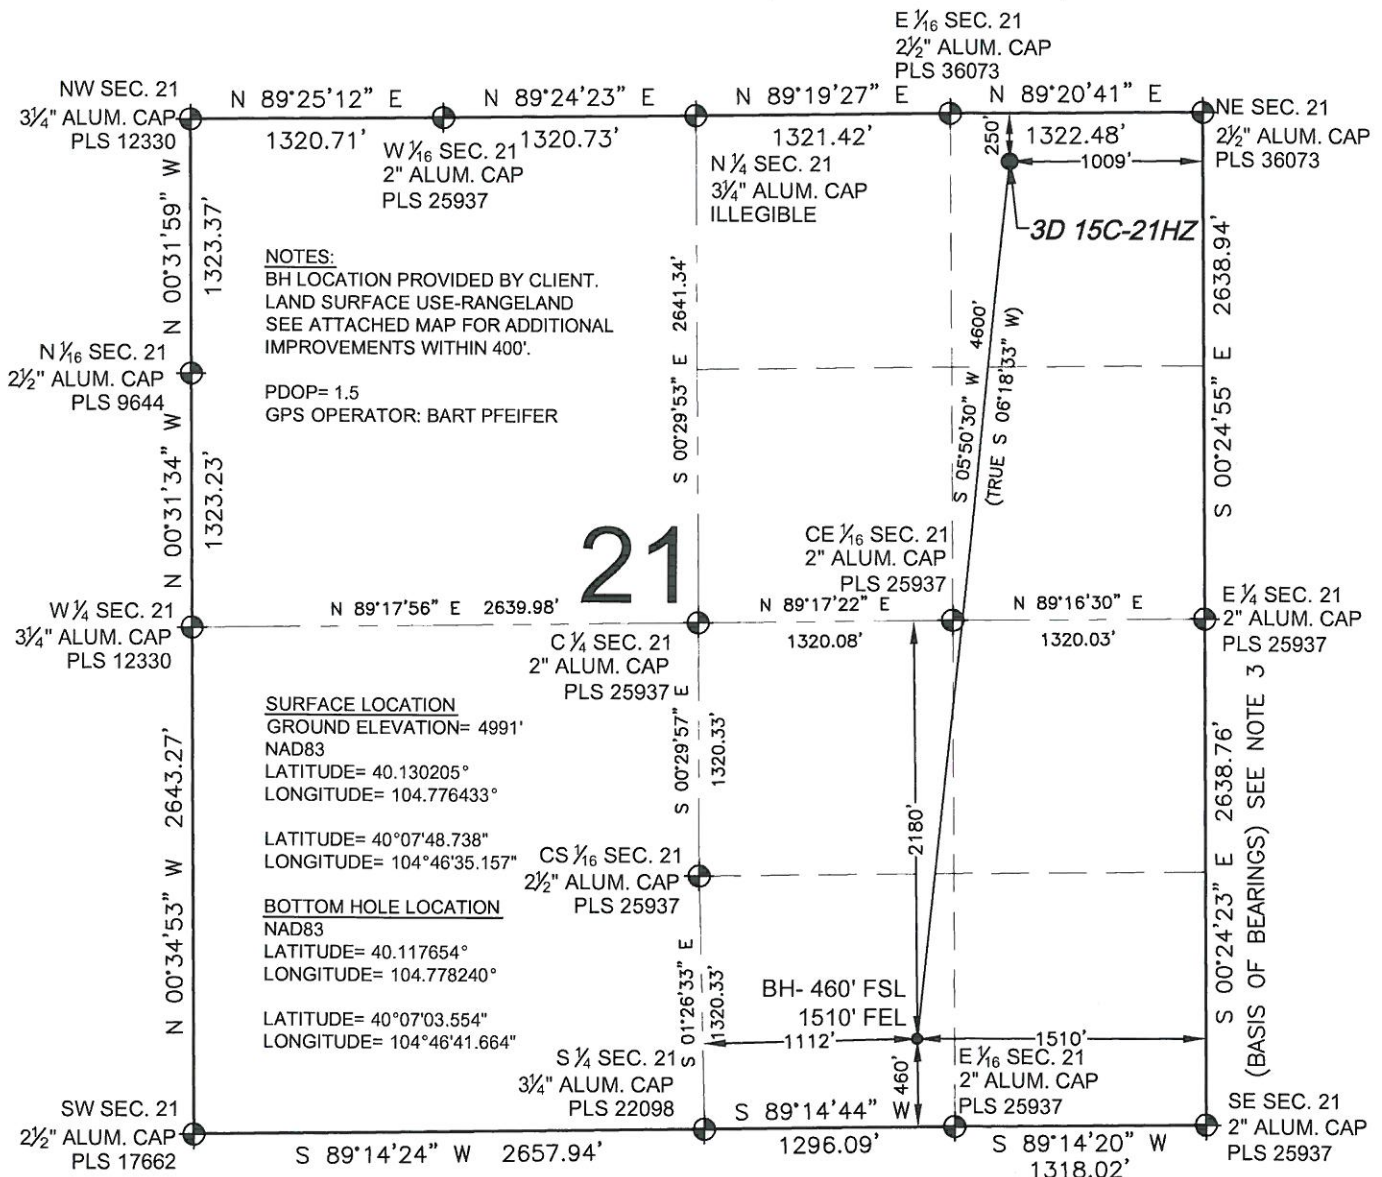 E 1/16 SEC. 21
2½" ALUM. CAP
PLS 36073
NW SEC. 21
3¼" ALUM. CAP
PLS 12330
N 89°25'12" E
1320.71'
N 89°24'23" E
1320.73'
N 89°19'27" E
1321.42'
N 89°20'41" E
1322.48'
NE SEC. 21
2½" ALUM. CAP
PLS 36073
W 1/16 SEC. 21
2" ALUM. CAP
PLS 25937
N ¼ SEC. 21
3¼" ALUM. CAP
ILLEGIBLE
250'
1009'
3D 15C-21HZ
N 00°31'59" W
1323.37'
NOTES:
BH LOCATION PROVIDED BY CLIENT.
LAND SURFACE USE-RANGELAND
SEE ATTACHED MAP FOR ADDITIONAL
IMPROVEMENTS WITHIN 400'.
PDOP= 1.5
GPS OPERATOR: BART PFEIFER
S 00°29'53" E 2641.34'
S 05°50'30" W 4600'
(TRUE S 06°18'33" W)
S 00°24'55" E 2638.94'
N 1/16 SEC. 21
2½" ALUM. CAP
PLS 9644
N 00°31'34" W
1323.23'
21
CE 1/16 SEC. 21
2" ALUM. CAP
PLS 25937
W ¼ SEC. 21
3¼" ALUM. CAP
PLS 12330
N 89°17'56" E 2639.98'
N 89°17'22" E
1320.08'
N 89°16'30" E
1320.03'
E ¼ SEC. 21
2" ALUM. CAP
PLS 25937
C ¼ SEC. 21
2" ALUM. CAP
PLS 25937
SURFACE LOCATION
GROUND ELEVATION= 4991'
NAD83
LATITUDE= 40.130205°
LONGITUDE= 104.776433°
LATITUDE= 40°07'48.738"
LONGITUDE= 104°46'35.157"
S 00°29'57" E
1320.33'
2180'
N 00°34'53" W 2643.27'
S 00°24'23" E 2638.76'
(BASIS OF BEARINGS) SEE NOTE 3
CS 1/16 SEC. 21
2½" ALUM. CAP
PLS 25937
BOTTOM HOLE LOCATION
NAD83
LATITUDE= 40.117654°
LONGITUDE= 104.778240°
LATITUDE= 40°07'03.554"
LONGITUDE= 104°46'41.664"
S 01°26'33" E
1320.33'
BH- 460' FSL
1510' FEL
1112'
1510'
460'
S ¼ SEC. 21
3¼" ALUM. CAP
PLS 22098
E 1/16 SEC. 21
2" ALUM. CAP
PLS 25937
SW SEC. 21
2½" ALUM. CAP
PLS 17662
S 89°14'24" W 2657.94'
S 89°14'44" W
1296.09'
S 89°14'20" W
1318.02'
SE SEC. 21
2" ALUM. CAP
PLS 25937